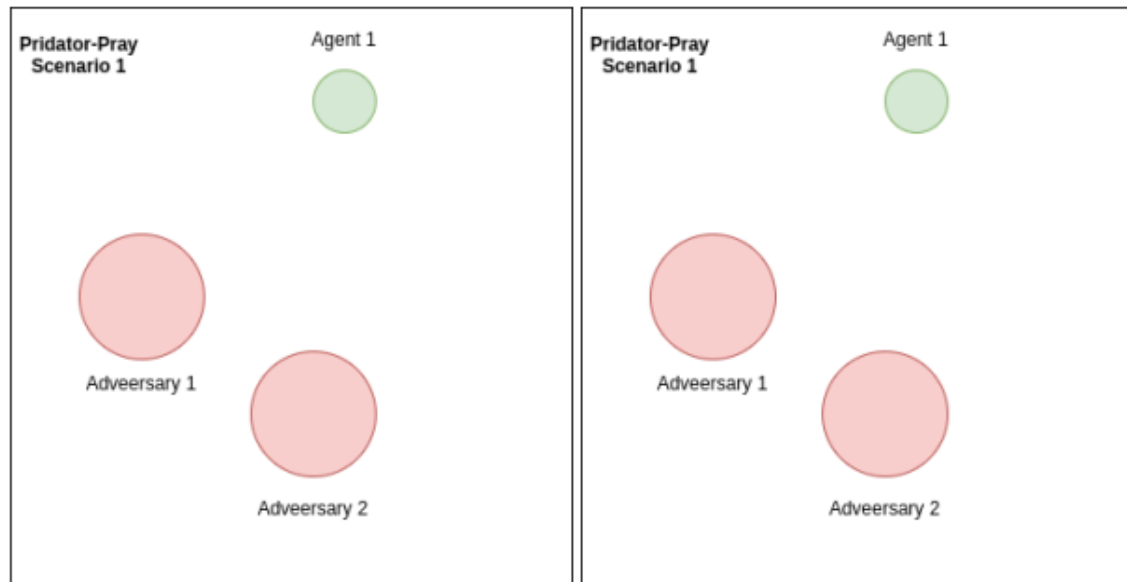 Pridator-Pray
Scenario 1
Agent 1
Adveersary 1
Adveersary 2
Pridator-Pray
Scenario 1
Agent 1
Adveersary 1
Adveersary 2